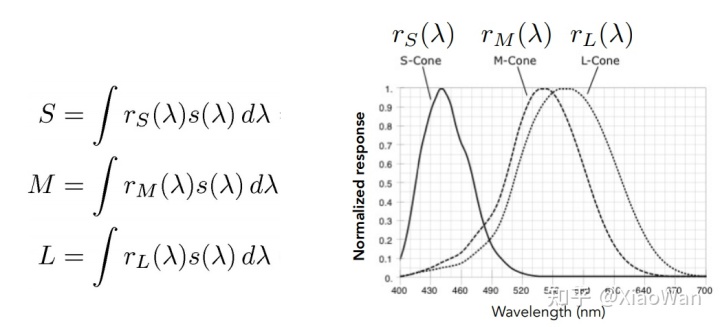 S = ∫ r_S(λ)s(λ) dλ
M = ∫ r_M(λ)s(λ) dλ
L = ∫ r_L(λ)s(λ) dλ
r_S(λ) r_M(λ) r_L(λ)
S-Cone M-Cone L-Cone
Normalized response
1.
0.9
0.8
0.7
0.6
0.5
0.4
0.3
0.2
0.1
0.
400 430 460 490 520 640 670 700
Wavelength (nm)
知乎 @XiaoWan